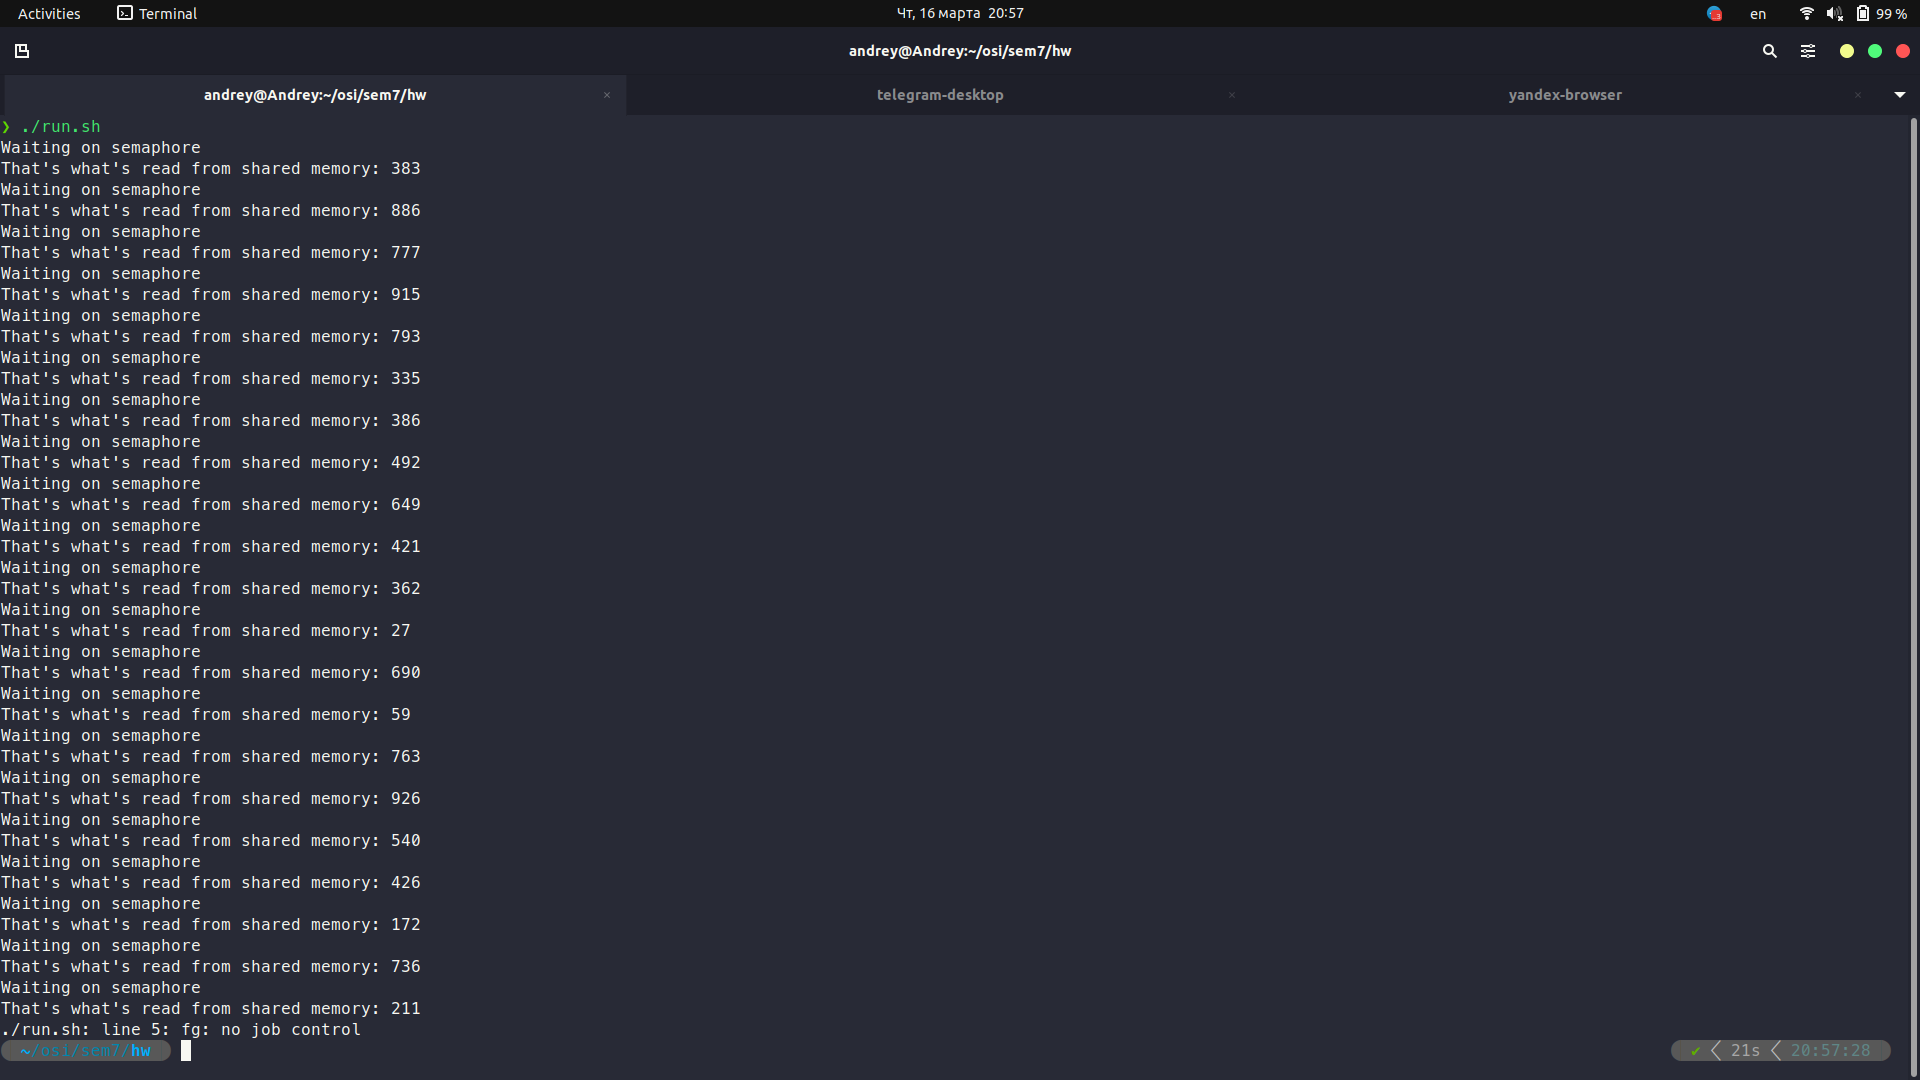 Activities Terminal Чт, 16 марта 20:57 en 99 %
andrey@Andrey:~/osi/sem7/hw
andrey@Andrey:~/osi/sem7/hw × telegram-desktop × yandex-browser ×
❯ ./run.sh
Waiting on semaphore
That's what's read from shared memory: 383
Waiting on semaphore
That's what's read from shared memory: 886
Waiting on semaphore
That's what's read from shared memory: 777
Waiting on semaphore
That's what's read from shared memory: 915
Waiting on semaphore
That's what's read from shared memory: 793
Waiting on semaphore
That's what's read from shared memory: 335
Waiting on semaphore
That's what's read from shared memory: 386
Waiting on semaphore
That's what's read from shared memory: 492
Waiting on semaphore
That's what's read from shared memory: 649
Waiting on semaphore
That's what's read from shared memory: 421
Waiting on semaphore
That's what's read from shared memory: 362
Waiting on semaphore
That's what's read from shared memory: 27
Waiting on semaphore
That's what's read from shared memory: 690
Waiting on semaphore
That's what's read from shared memory: 59
Waiting on semaphore
That's what's read from shared memory: 763
Waiting on semaphore
That's what's read from shared memory: 926
Waiting on semaphore
That's what's read from shared memory: 540
Waiting on semaphore
That's what's read from shared memory: 426
Waiting on semaphore
That's what's read from shared memory: 172
Waiting on semaphore
That's what's read from shared memory: 736
Waiting on semaphore
That's what's read from shared memory: 211
./run.sh: line 5: fg: no job control
~/osi/sem7/hw ✔ 21s 20:57:28